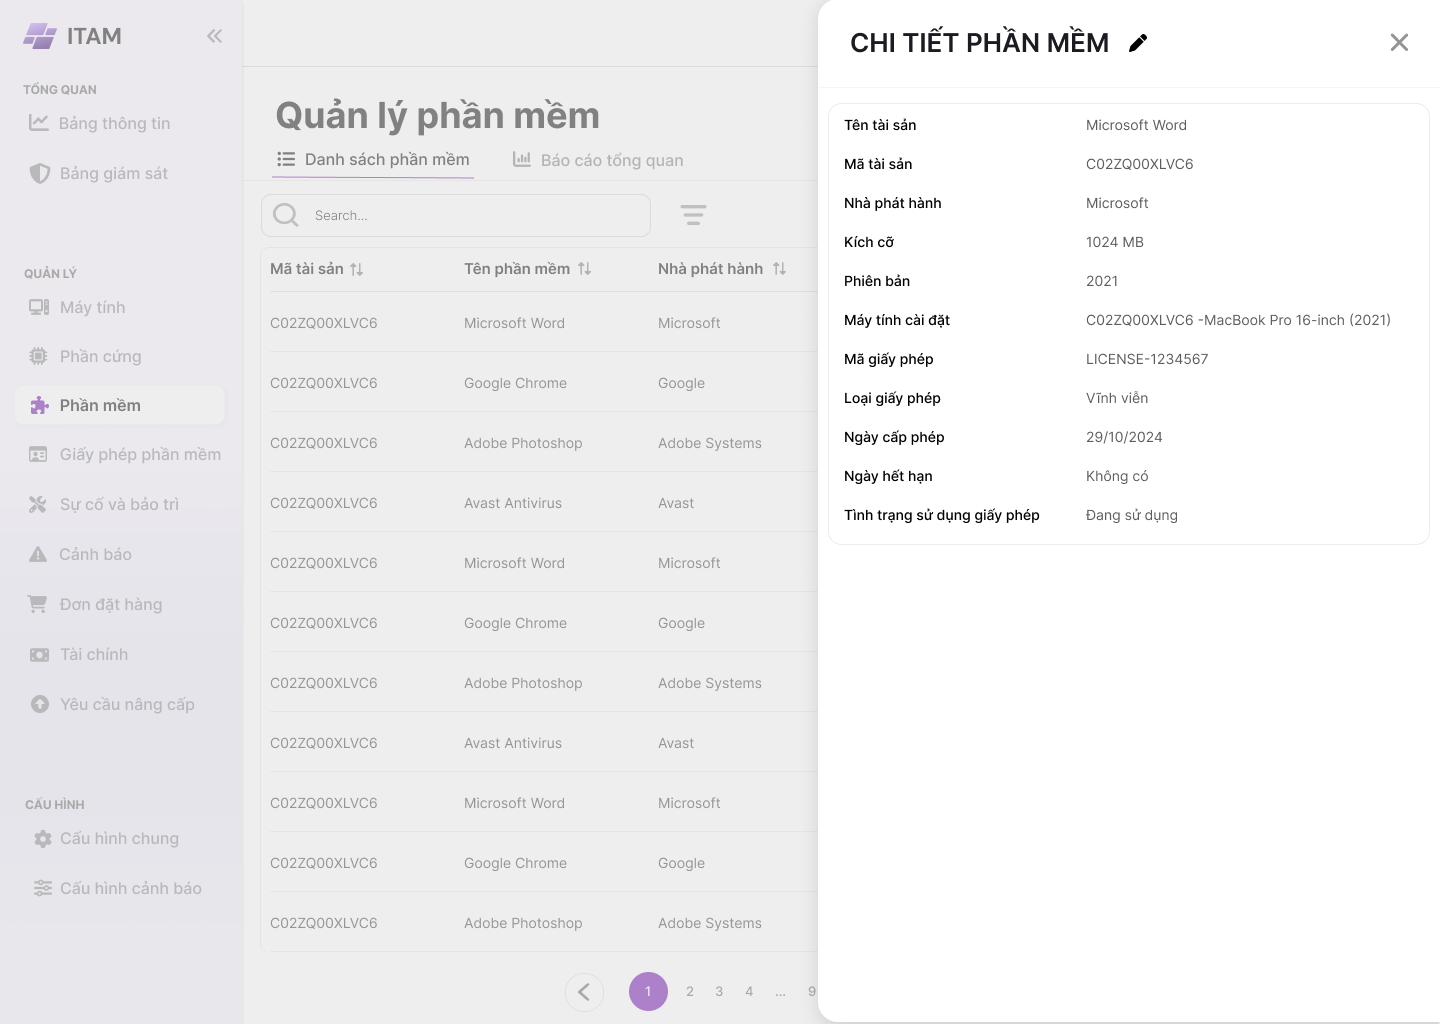 ITAM
TỔNG QUAN
Bảng thông tin
Bảng giám sát
QUẢN LÝ
Máy tính
Phần cứng
Phần mềm
Giấy phép phần mềm
Sự cố và bảo trì
Cảnh báo
Đơn đặt hàng
Tài chính
Yêu cầu nâng cấp
CẤU HÌNH
Cấu hình chung
Cấu hình cảnh báo
Quản lý phần mềm
Danh sách phần mềm Báo cáo tổng quan
Search...
Mã tài sản Tên phần mềm Nhà phát hành
C02ZQ00XLVC6 Microsoft Word Microsoft
C02ZQ00XLVC6 Google Chrome Google
C02ZQ00XLVC6 Adobe Photoshop Adobe Systems
C02ZQ00XLVC6 Avast Antivirus Avast
C02ZQ00XLVC6 Microsoft Word Microsoft
C02ZQ00XLVC6 Google Chrome Google
C02ZQ00XLVC6 Adobe Photoshop Adobe Systems
C02ZQ00XLVC6 Avast Antivirus Avast
C02ZQ00XLVC6 Microsoft Word Microsoft
C02ZQ00XLVC6 Google Chrome Google
C02ZQ00XLVC6 Adobe Photoshop Adobe Systems
1 2 3 4 ... 9
CHI TIẾT PHẦN MỀM
Tên tài sản Microsoft Word
Mã tài sản C02ZQ00XLVC6
Nhà phát hành Microsoft
Kích cỡ 1024 MB
Phiên bản 2021
Máy tính cài đặt C02ZQ00XLVC6 -MacBook Pro 16-inch (2021)
Mã giấy phép LICENSE-1234567
Loại giấy phép Vĩnh viễn
Ngày cấp phép 29/10/2024
Ngày hết hạn Không có
Tình trạng sử dụng giấy phép Đang sử dụng